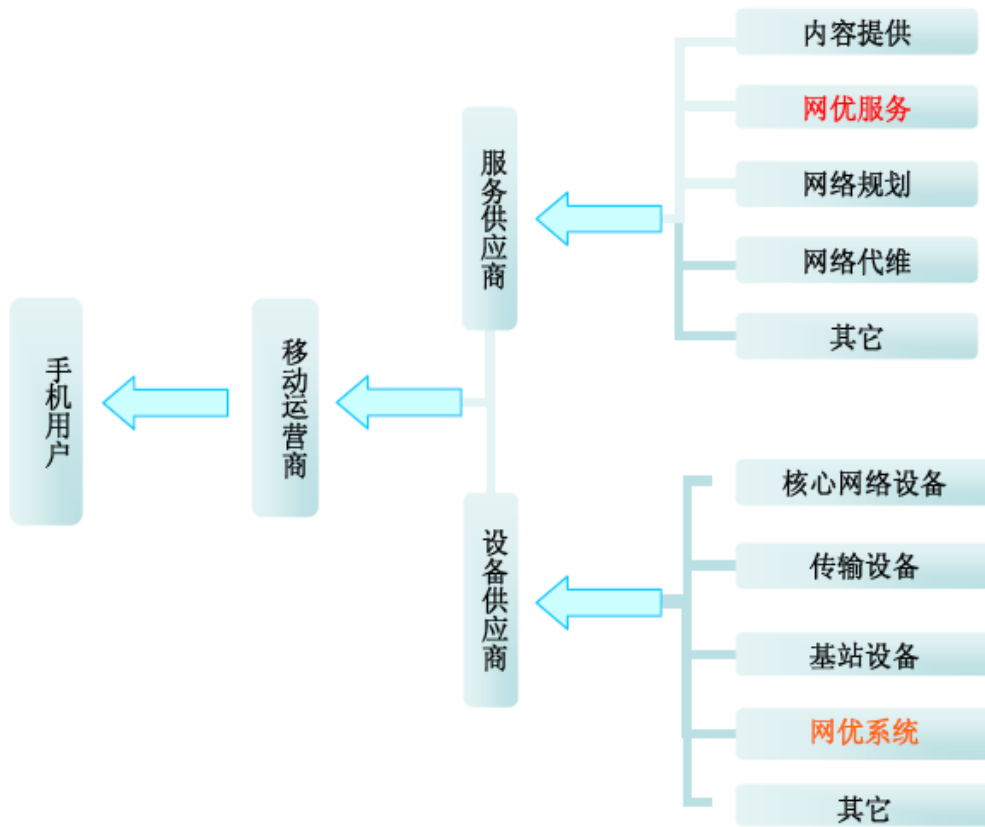 内容提供
网优服务
网络规划
网络代维
其它
服务供应商
手机用户
移动运营商
设备供应商
核心网络设备
传输设备
基站设备
网优系统
其它